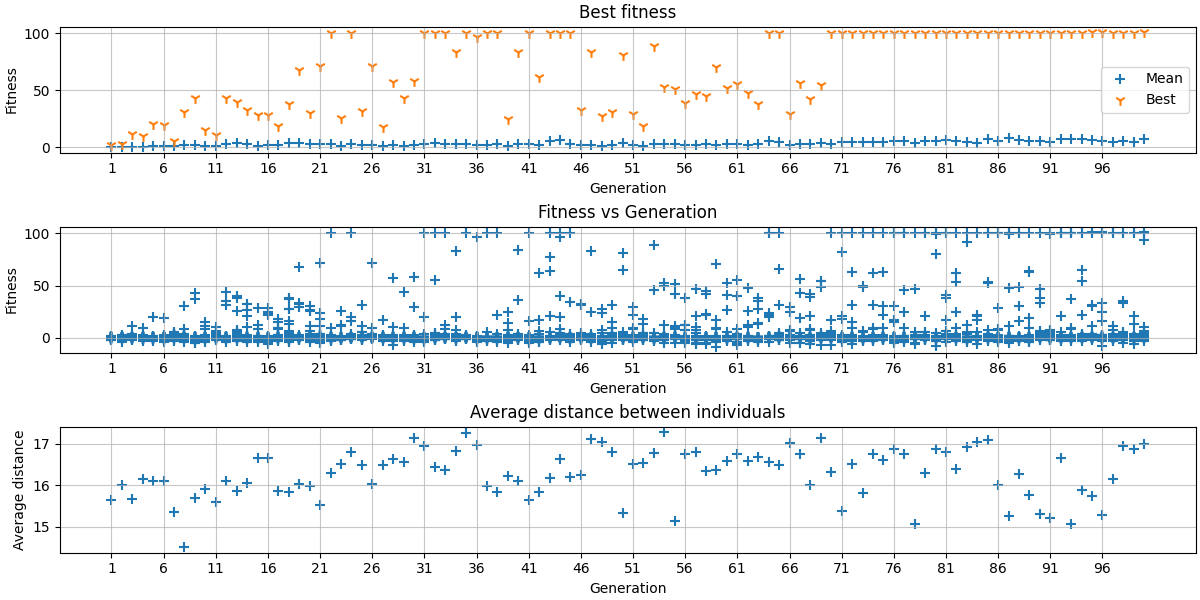 Best fitness
Fitness
100
50
0
Mean
Best
1 6 11 16 21 26 31 36 41 46 51 56 61 66 71 76 81 86 91 96
Generation
Fitness vs Generation
Fitness
100
50
0
1 6 11 16 21 26 31 36 41 46 51 56 61 66 71 76 81 86 91 96
Generation
Average distance between individuals
Average distance
17
16
15
1 6 11 16 21 26 31 36 41 46 51 56 61 66 71 76 81 86 91 96
Generation